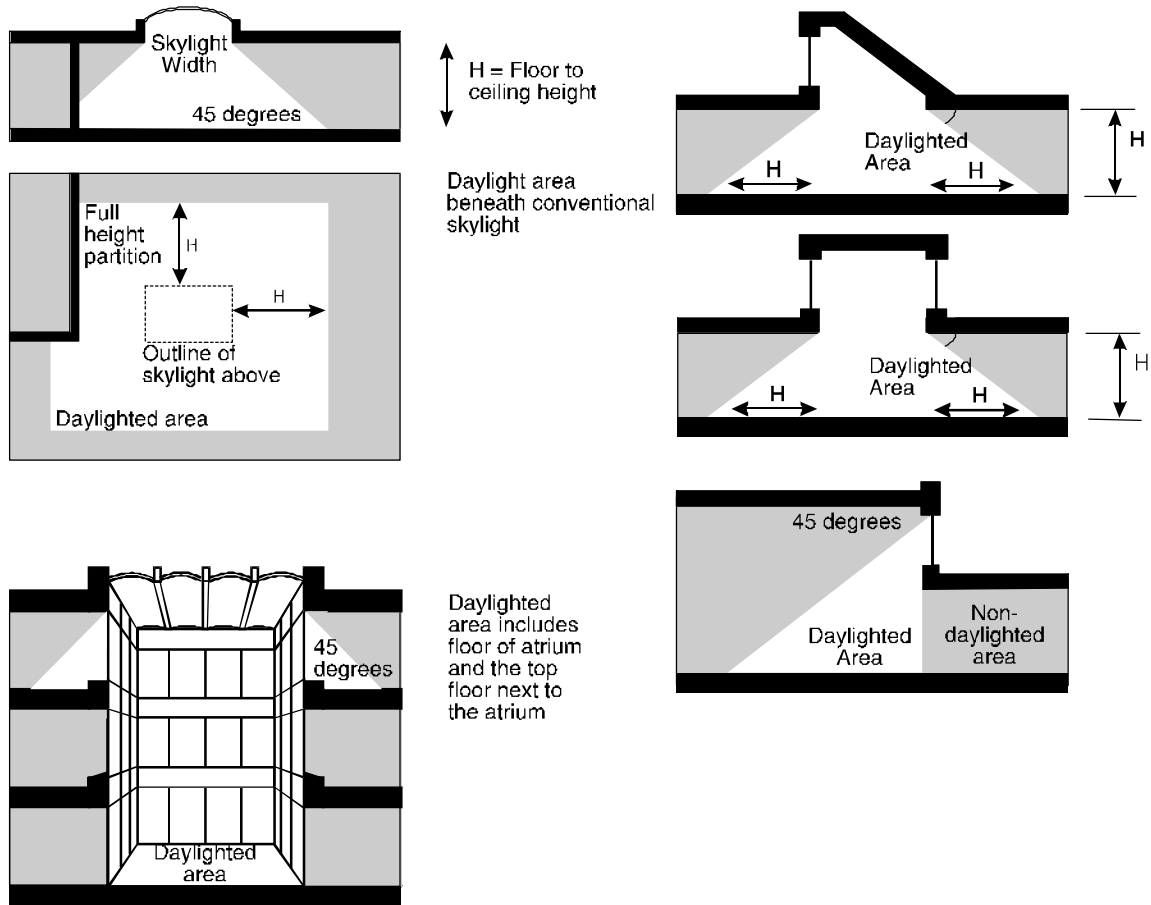 Skylight
Width
45 degrees
H = Floor to
ceiling height
Full
height
partition
H
H
Outline of
skylight above
Daylighted area
Daylight area
beneath conventional
skylight
45
degrees
Daylighted
area
Daylighted
area includes
floor of atrium
and the top
floor next to
the atrium
Daylighted
Area
H
H
H
Daylighted
Area
H
H
H
45 degrees
Daylighted
Area
Non-
daylighted
area